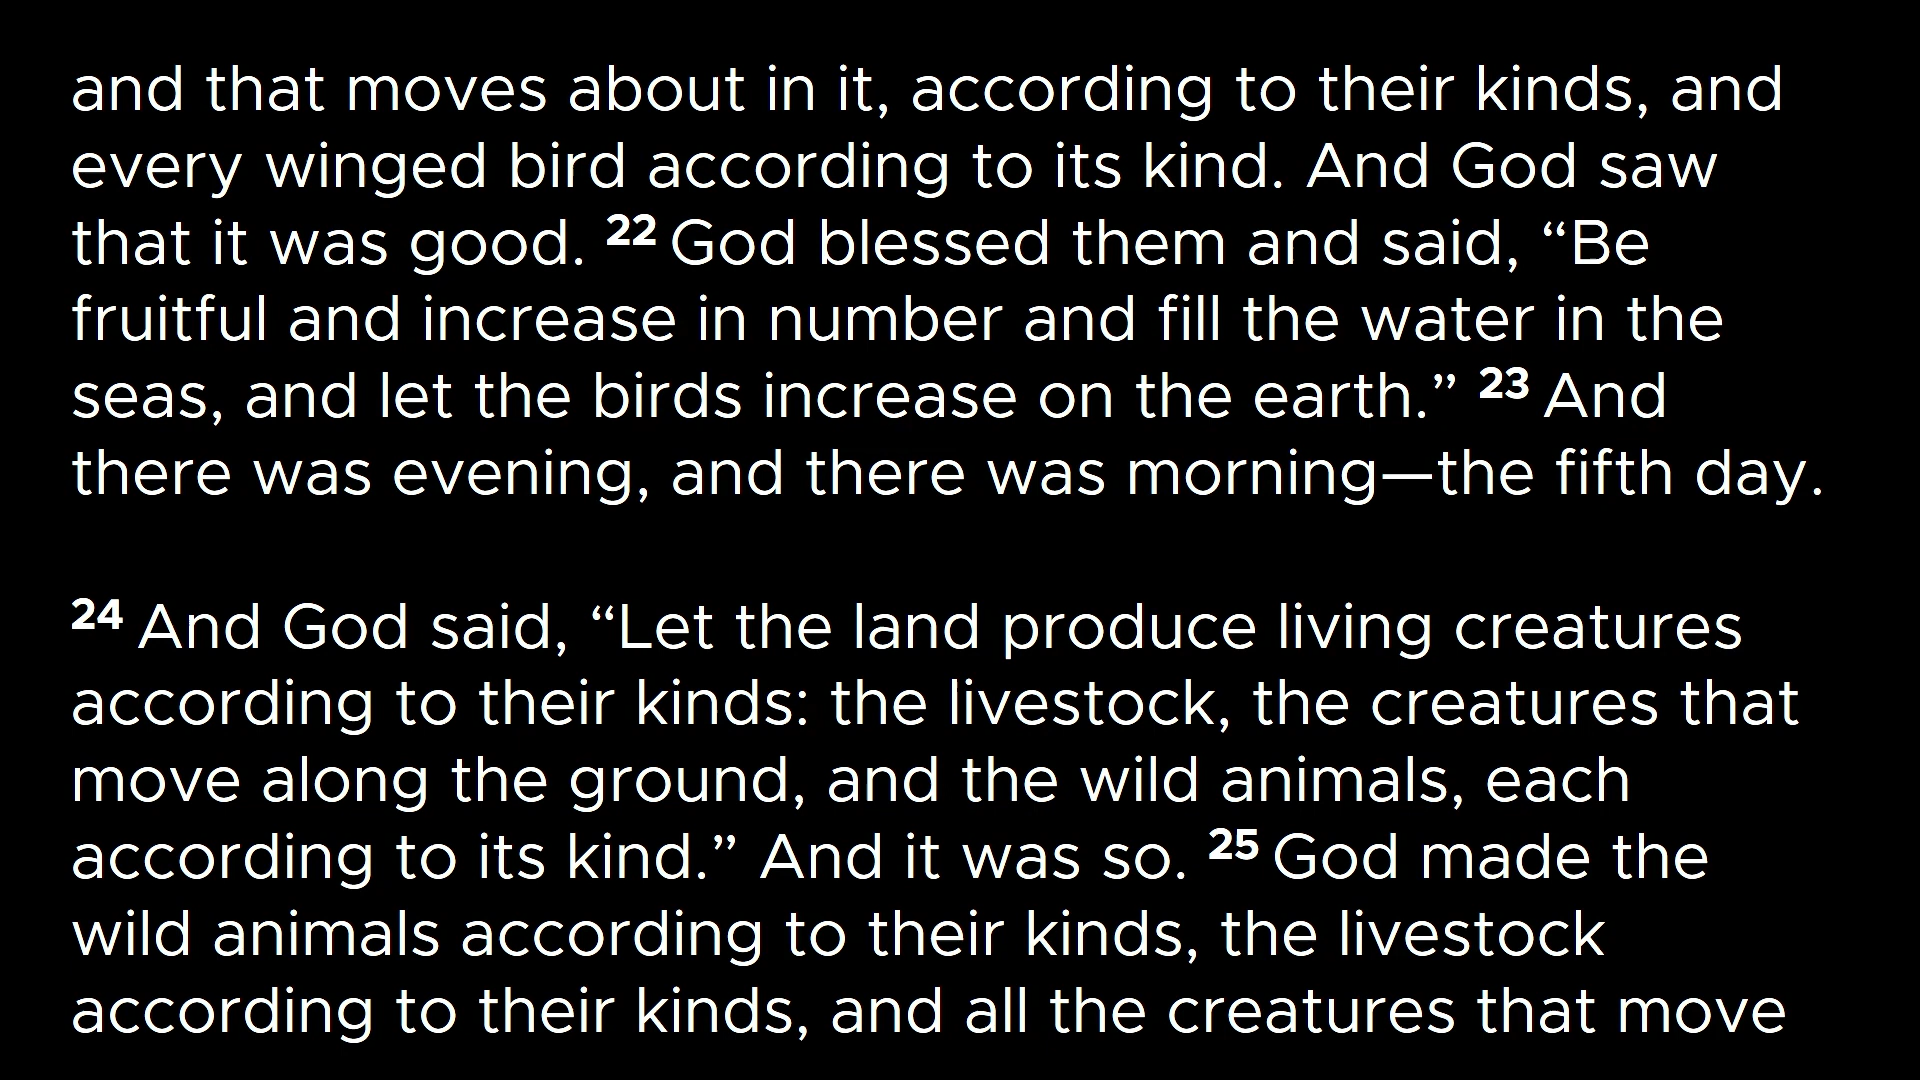 and that moves about in it, according to their kinds, and
every winged bird according to its kind. And God saw
that it was good. 22 God blessed them and said, “Be
fruitful and increase in number and fill the water in the
seas, and let the birds increase on the earth.” 23 And
there was evening, and there was morning—the fifth day.
24 And God said, “Let the land produce living creatures
according to their kinds: the livestock, the creatures that
move along the ground, and the wild animals, each
according to its kind.” And it was so. 25 God made the
wild animals according to their kinds, the livestock
according to their kinds, and all the creatures that move